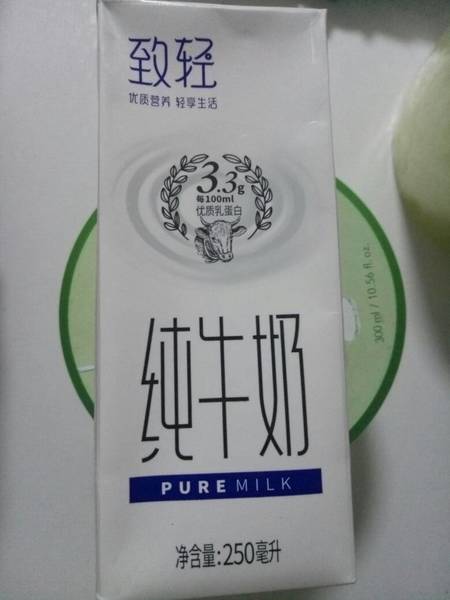 致轻
优质营养 轻享生活
3.3g
每100ml
优质乳蛋白
纯牛奶
PURE MILK
净含量:250毫升
300 ml / 10.56 fl. oz.